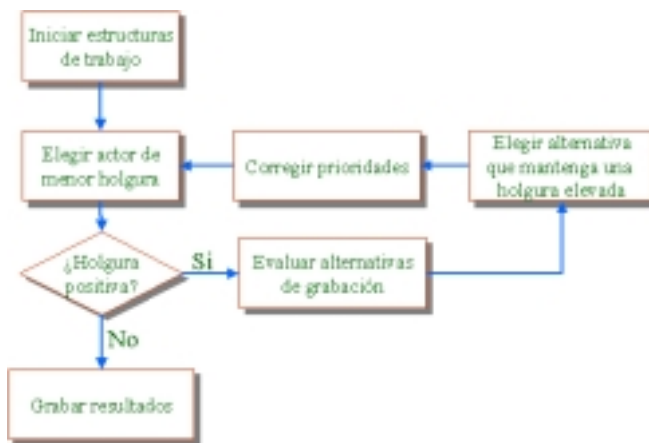 Iniciar estructuras
de trabajo
Elegir actor de
menor holgura
Corregir prioridades
Elegir alternativa
que mantenga una
holgura elevada
¿Holgura
positiva?
Si
Evaluar alternativas
de grabación
No
Grabar resultados